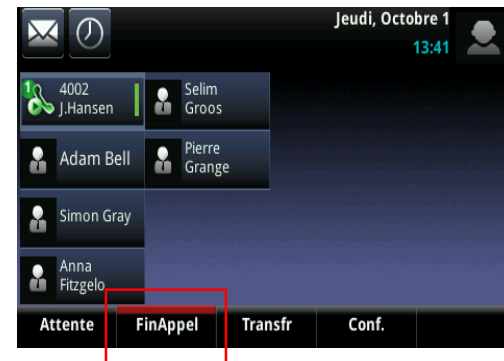 Jeudi, Octobre 1
13:41
1
4002
J.Hansen
Selim
Groos
Adam Bell
Pierre
Grange
Simon Gray
Anna
Fitzgelo
Attente FinAppel Transfr Conf.